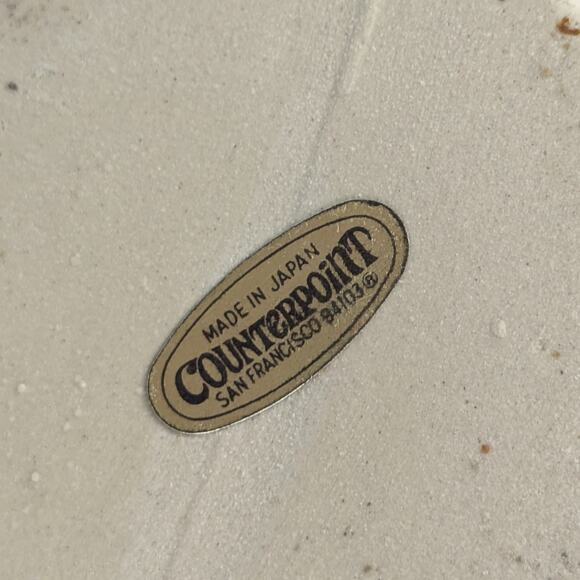 MADE IN JAPAN
COUNTERPOiNT
SAN FRANCISCO 94103®